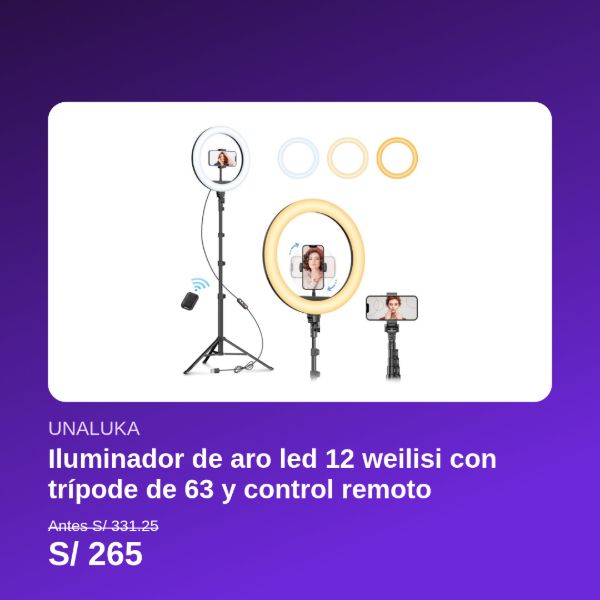 UNALUKA
Iluminador de aro led 12 weilisi con
trípode de 63 y control remoto
Antes S/ 331.25
S/ 265